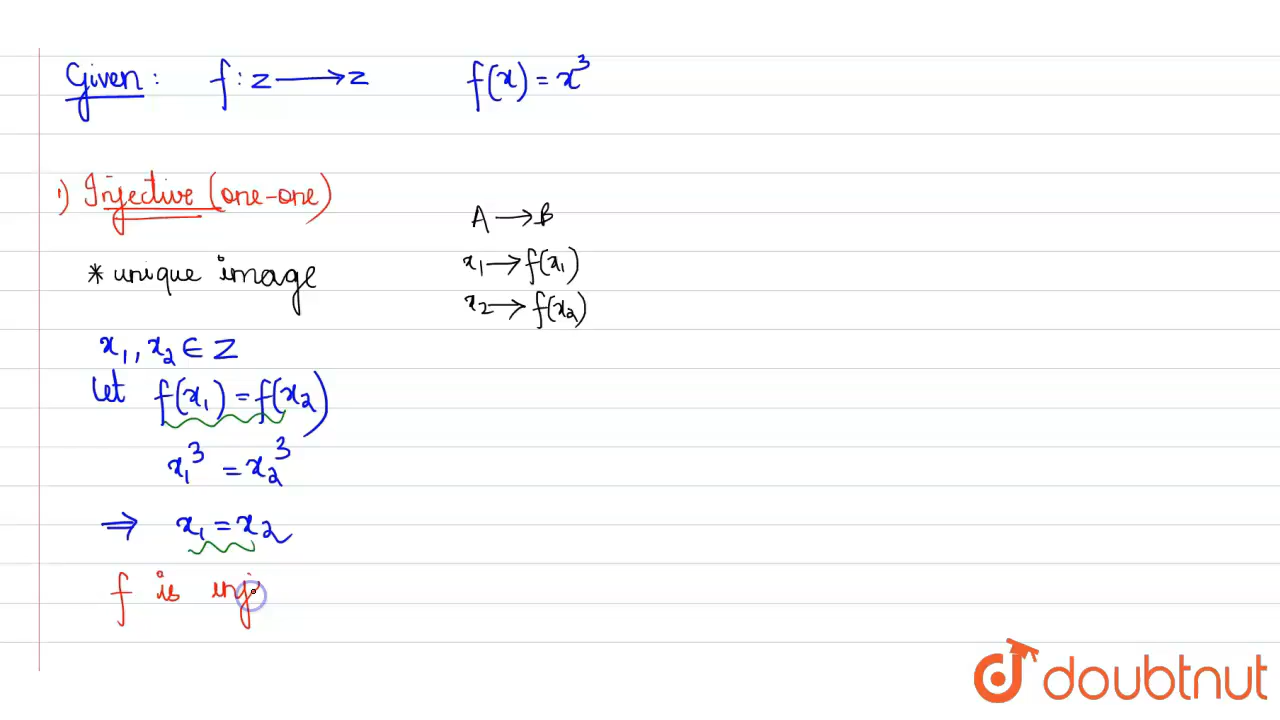 Given: f : z ⟶ z f(x) = x³
1) Injective (one-one)
A ⟶ B
* unique image
x₁ ⟶ f(x₁)
x₂ ⟶ f(x₂)
x₁, x₂ ∈ Z
let f(x₁) = f(x₂)
x₁³ = x₂³
⇒ x₁ = x₂
f is inj
doubtnut